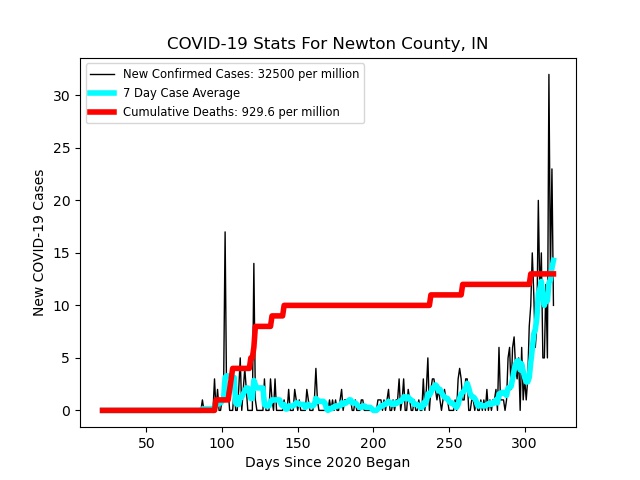 COVID-19 Stats For Newton County, IN
New Confirmed Cases: 32500 per million
7 Day Case Average
Cumulative Deaths: 929.6 per million
New COVID-19 Cases
30
25
20
15
10
5
0
50 100 150 200 250 300
Days Since 2020 Began